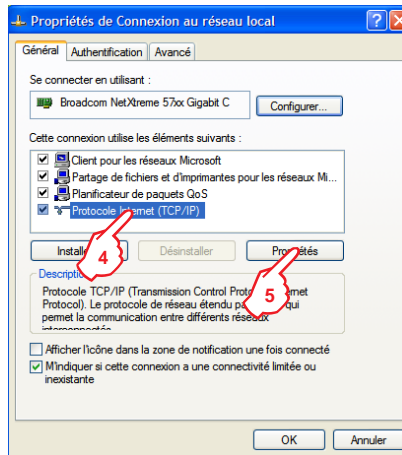 Propriétés de Connexion au réseau local
Général Authentification Avancé
Se connecter en utilisant :
Broadcom NetXtreme 57xx Gigabit C
Configurer...
Cette connexion utilise les éléments suivants :
Client pour les réseaux Microsoft
Partage de fichiers et d'imprimantes pour les réseaux Mi...
Planificateur de paquets QoS
Protocole Internet (TCP/IP)
Désinstaller Propriétés
4
5
Description
Protocole TCP/IP (Transmission Control
Protocol). Le protocole de réseau étendu qui
permet la communication entre différents réseaux
interconnectés
Afficher l'icône dans la zone de notification une fois connecté
M'indiquer si cette connexion a une connectivité limitée ou
inexistante
OK Annuler